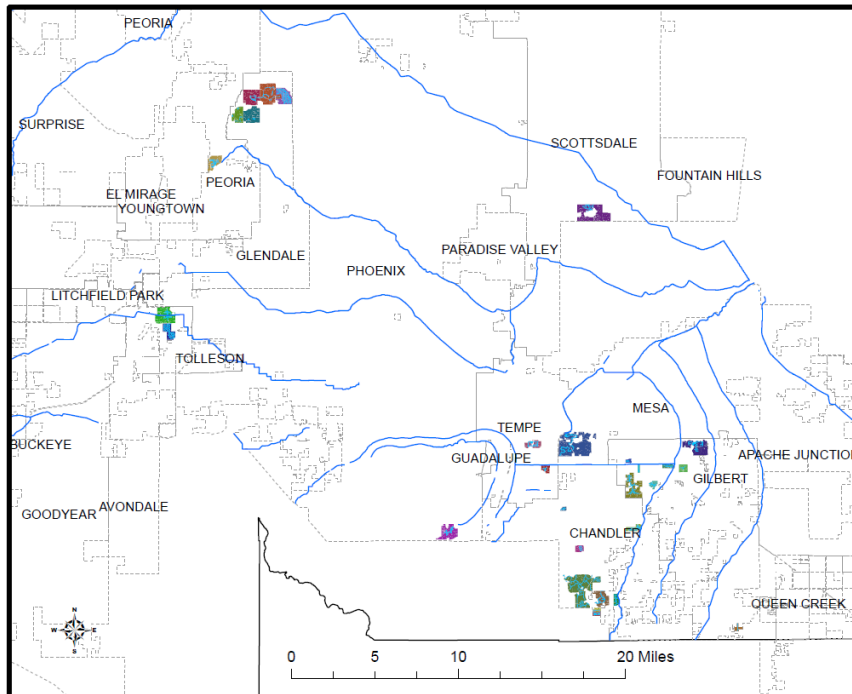 PEORIA
SURPRISE
SCOTTSDALE
FOUNTAIN HILLS
PEORIA
EL MIRAGE
YOUNGTOWN
PARADISE VALLEY
GLENDALE
PHOENIX
LITCHFIELD PARK
TOLLESON
MESA
TEMPE
BUCKEYE
GUADALUPE
APACHE JUNCTION
GILBERT
AVONDALE
GOODYEAR
CHANDLER
QUEEN CREEK
N
W E
S
0 5 10 20 Miles